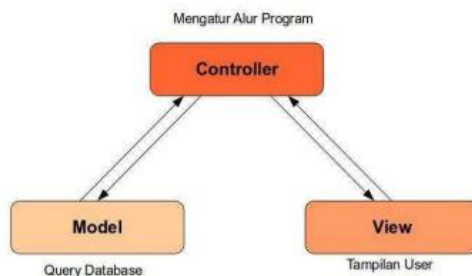 Mengatur Alur Program
Controller
Model
View
Query Database
Tampilan User